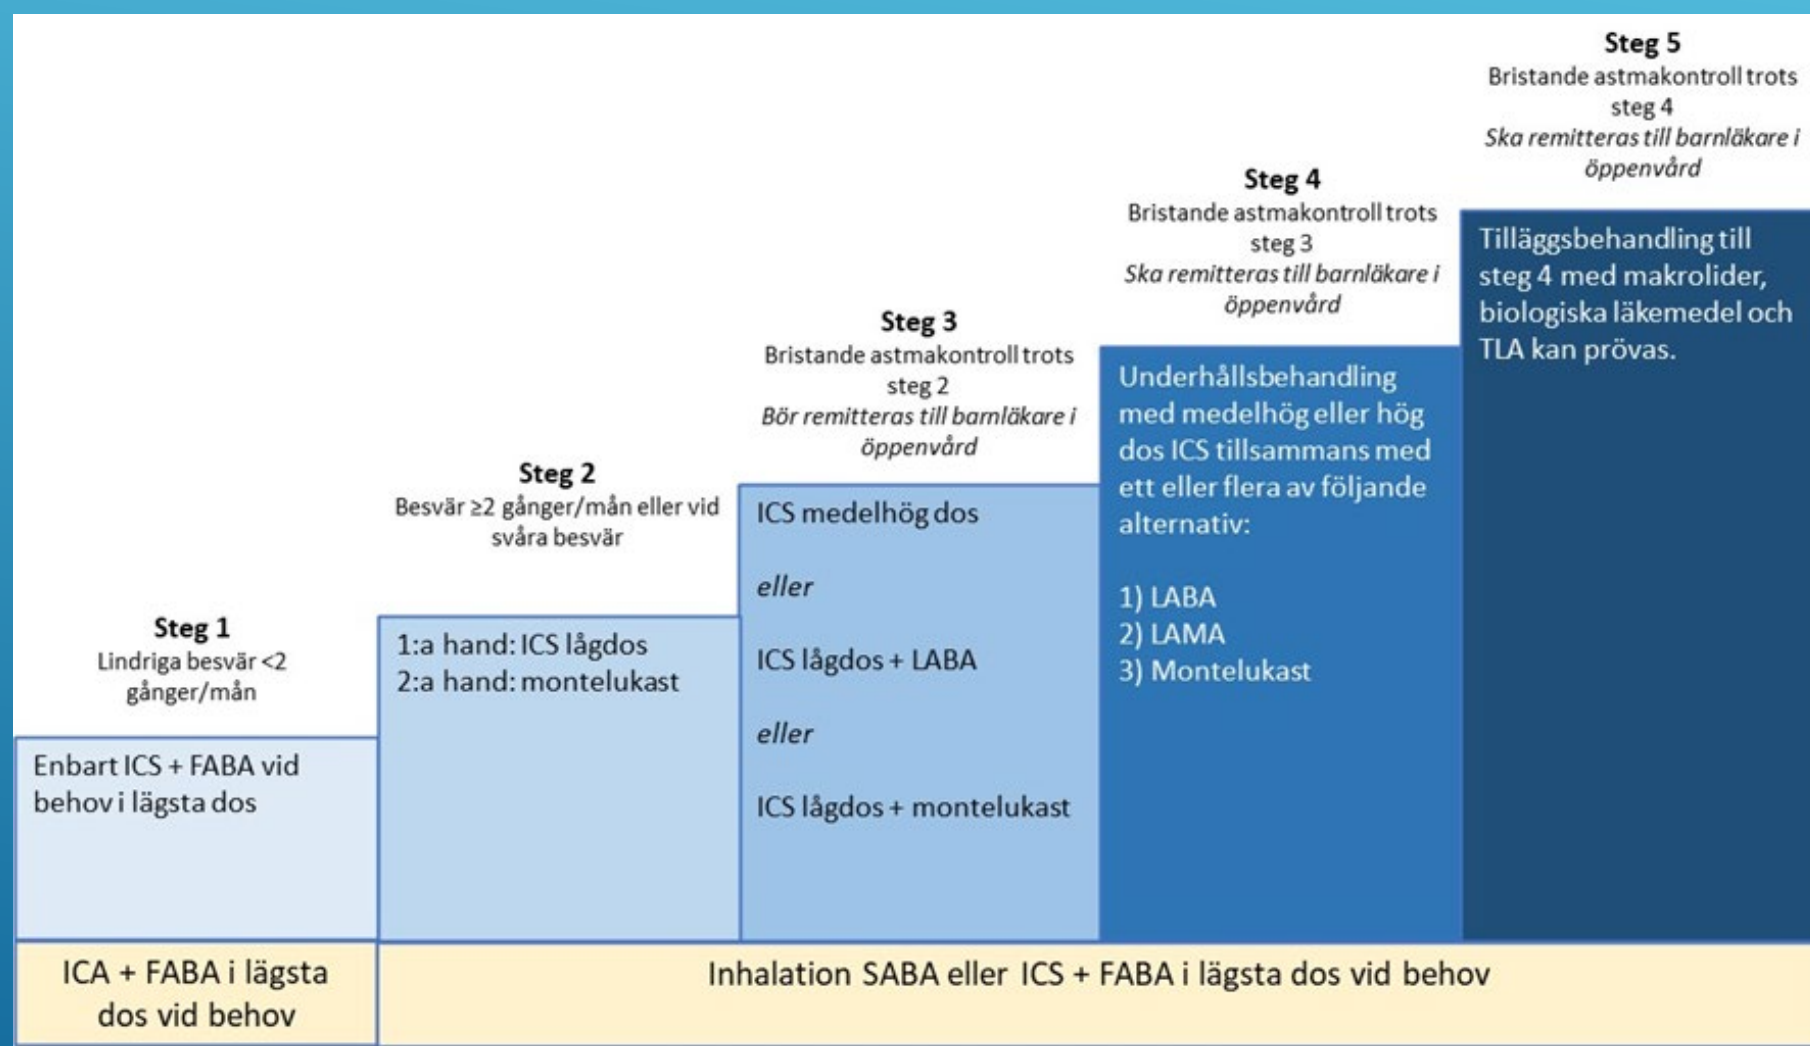 Steg 1
Lindriga besvär <2
gånger/mån
Enbart ICS + FABA vid
behov i lägsta dos
Steg 2
Besvär ≥2 gånger/mån eller vid
svåra besvär
1:a hand: ICS lågdos
2:a hand: montelukast
Steg 3
Bristande astmakontroll trots
steg 2
Bör remitteras till barnläkare i
öppenvård
ICS medelhög dos
eller
ICS lågdos + LABA
eller
ICS lågdos + montelukast
Steg 4
Bristande astmakontroll trots
steg 3
Ska remitteras till barnläkare i
öppenvård
Underhållsbehandling
med medelhög eller hög
dos ICS tillsammans med
ett eller flera av följande
alternativ:
1) LABA
2) LAMA
3) Montelukast
Steg 5
Bristande astmakontroll trots
steg 4
Ska remitteras till barnläkare i
öppenvård
Tilläggsbehandling till
steg 4 med makrolider,
biologiska läkemedel och
TLA kan prövas.
ICA + FABA i lägsta
dos vid behov
Inhalation SABA eller ICS + FABA i lägsta dos vid behov